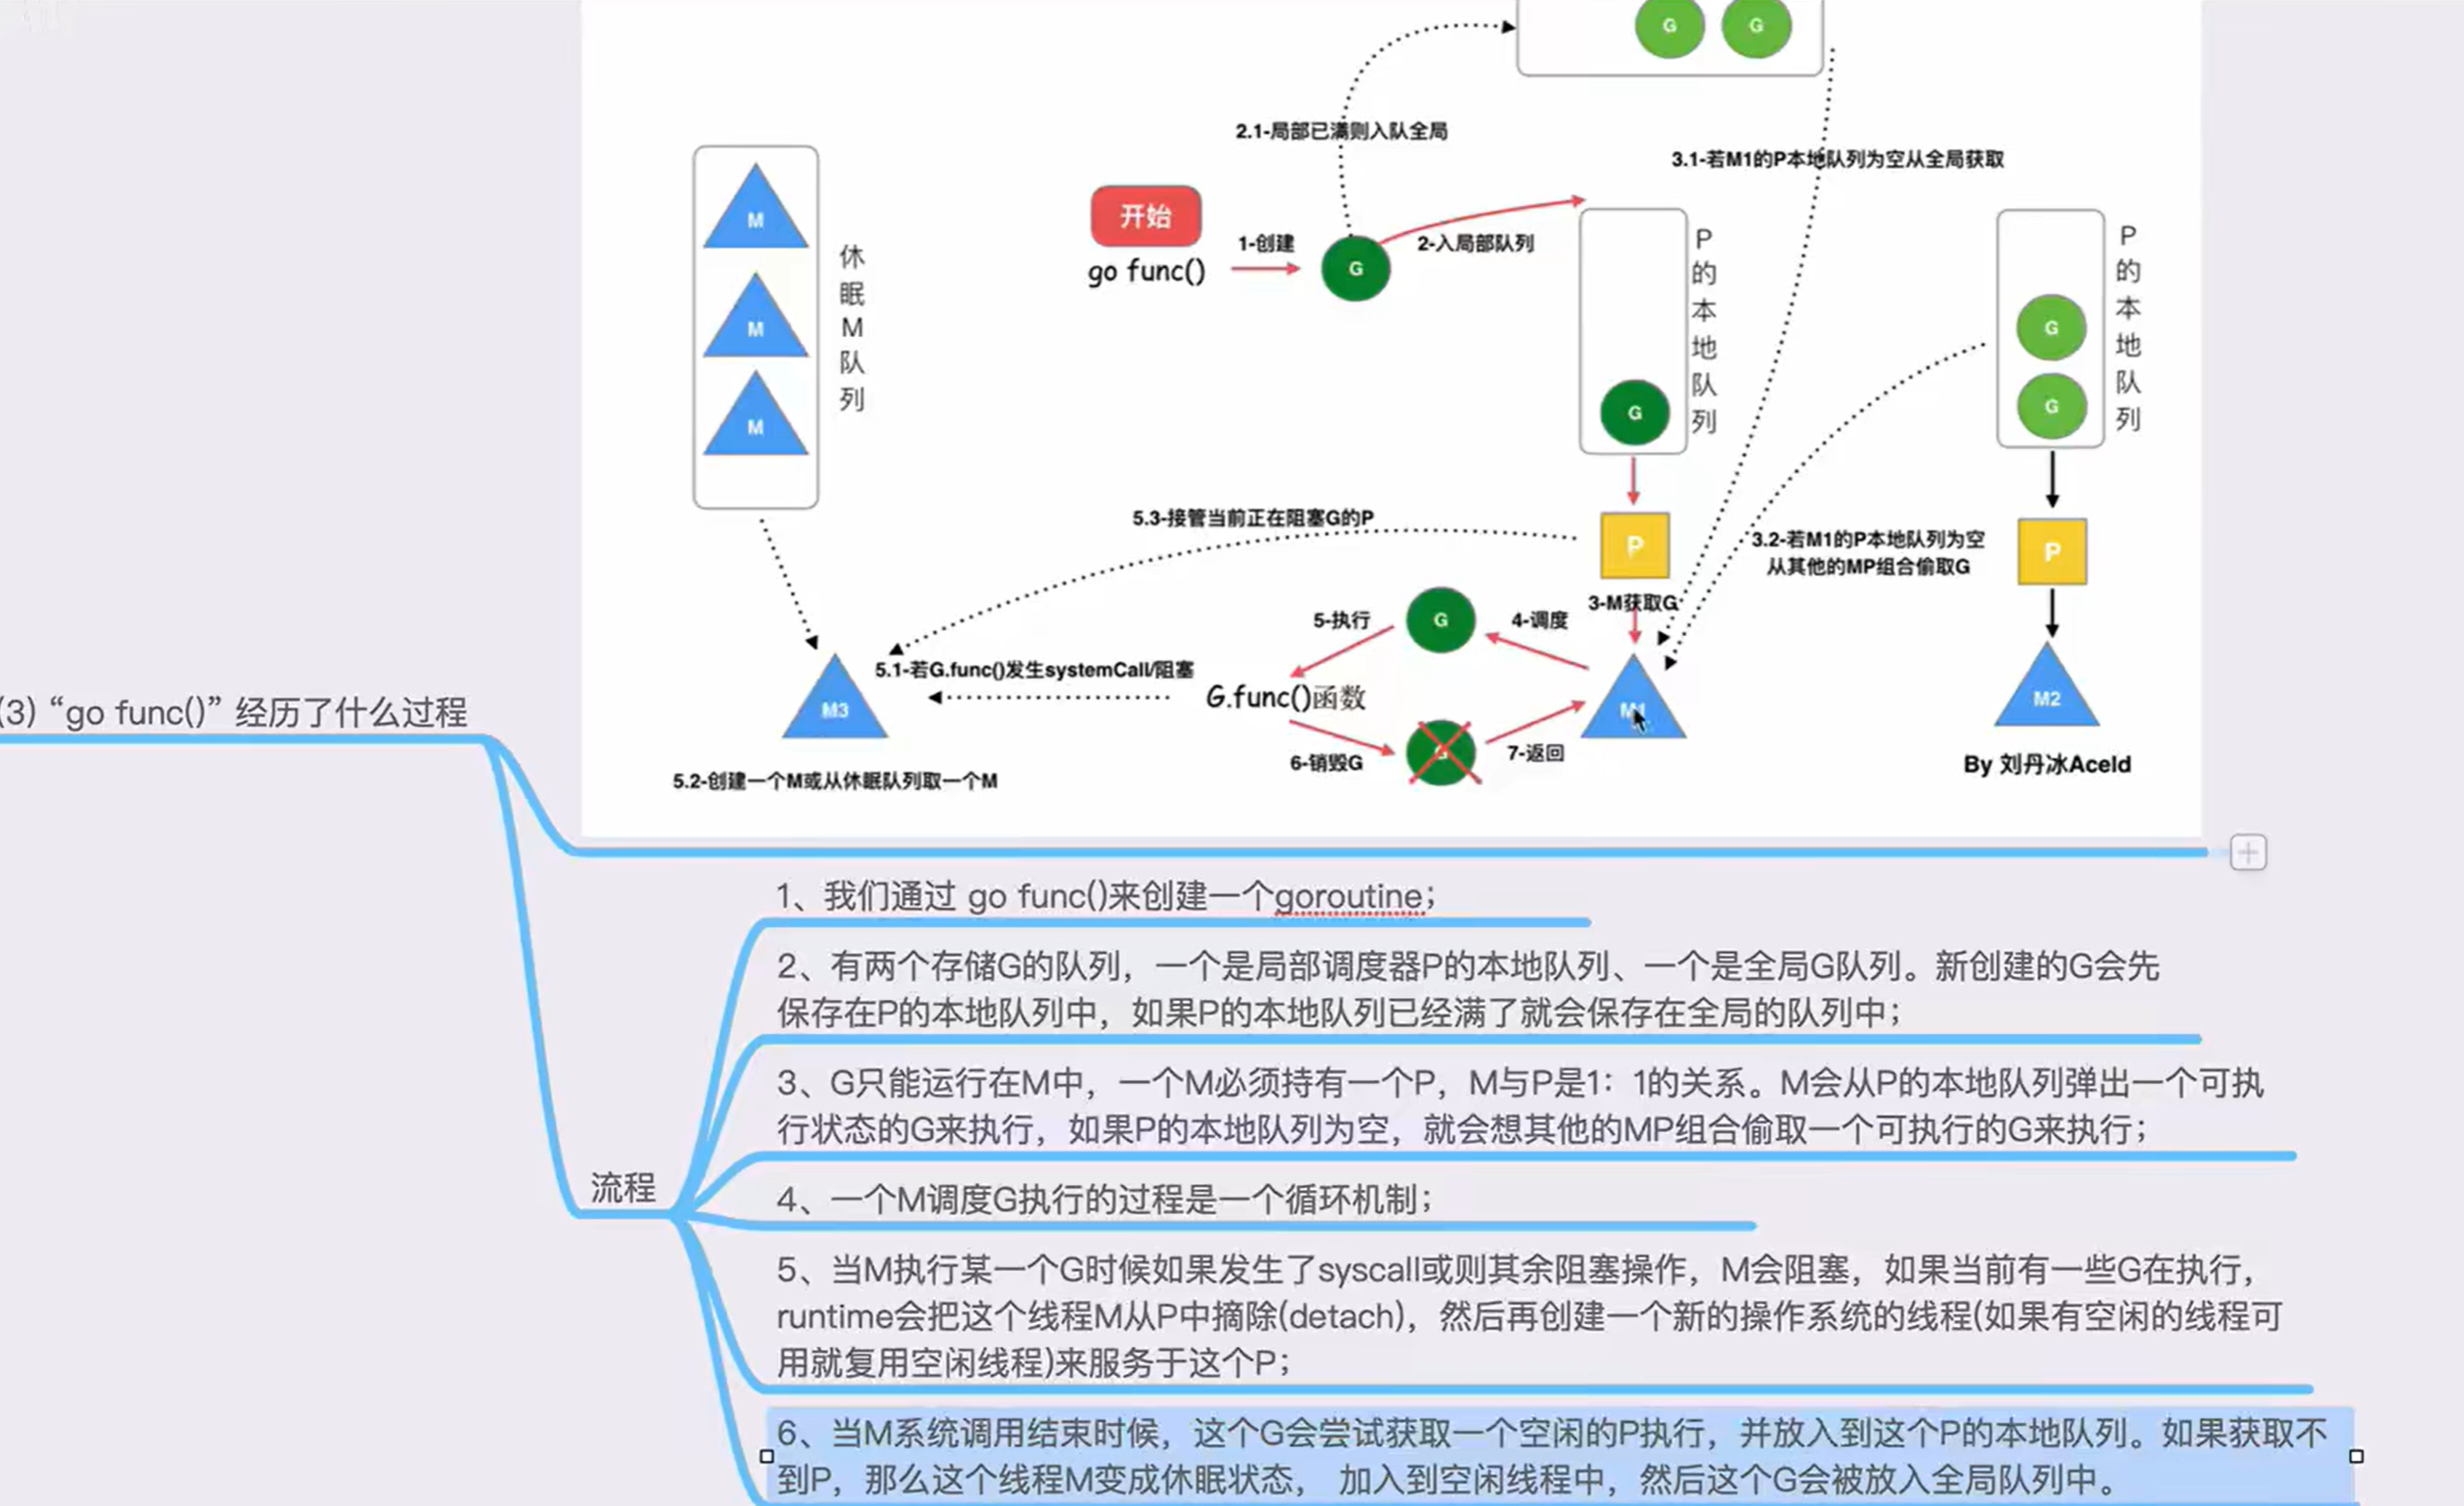 G G
2.1-局部已满则入队全局
3.1-若M1的P本地队列为空从全局获取
M
M
M
休眠M队列
开始
go func()
1-创建
G
2-入局部队列
P的本地队列
G
P的本地队列
G
G
5.3-接管当前正在阻塞G的P
P
3.2-若M1的P本地队列为空
从其他的MP组合偷取G
P
3-M获取G
5-执行
G
4-调度
5.1-若G.func()发生systemCall/阻塞
G.func()函数
M3
M1
M2
6-销毁G
G
7-返回
5.2-创建一个M或从休眠队列取一个M
By 刘丹冰Aceld
(3) “go func()” 经历了什么过程
流程
1、我们通过 go func()来创建一个goroutine；
2、有两个存储G的队列，一个是局部调度器P的本地队列、一个是全局G队列。新创建的G会先
保存在P的本地队列中，如果P的本地队列已经满了就会保存在全局的队列中；
3、G只能运行在M中，一个M必须持有一个P，M与P是1：1的关系。M会从P的本地队列弹出一个可执
行状态的G来执行，如果P的本地队列为空，就会想其他的MP组合偷取一个可执行的G来执行；
4、一个M调度G执行的过程是一个循环机制；
5、当M执行某一个G时候如果发生了syscall或则其余阻塞操作，M会阻塞，如果当前有一些G在执行，
runtime会把这个线程M从P中摘除(detach)，然后再创建一个新的操作系统的线程(如果有空闲的线程可
用就复用空闲线程)来服务于这个P；
6、当M系统调用结束时候，这个G会尝试获取一个空闲的P执行，并放入到这个P的本地队列。如果获取不
到P，那么这个线程M变成休眠状态， 加入到空闲线程中，然后这个G会被放入全局队列中。